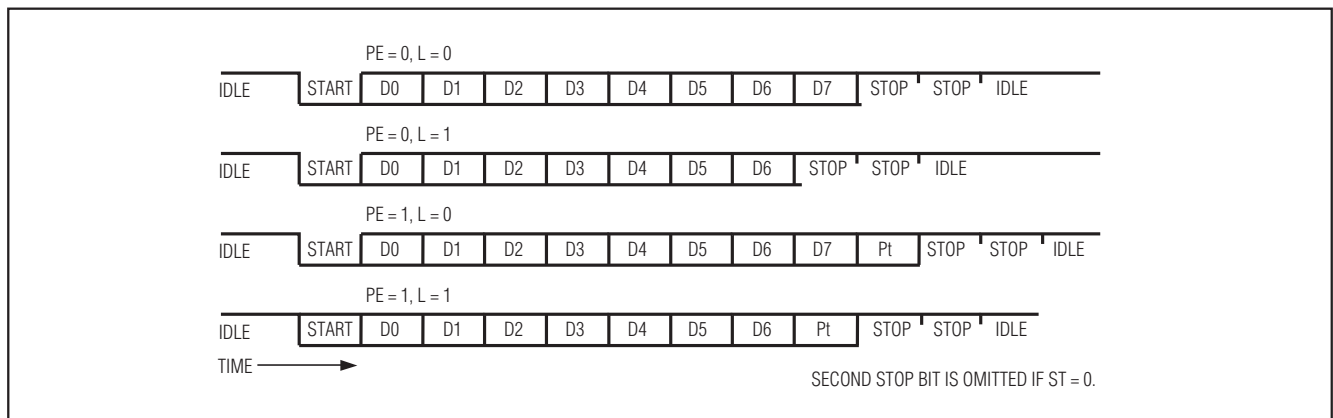 PE = 0, L = 0
IDLE START D0 D1 D2 D3 D4 D5 D6 D7 STOP STOP IDLE
PE = 0, L = 1
IDLE START D0 D1 D2 D3 D4 D5 D6 STOP STOP IDLE
PE = 1, L = 0
IDLE START D0 D1 D2 D3 D4 D5 D6 D7 Pt STOP STOP IDLE
PE = 1, L = 1
IDLE START D0 D1 D2 D3 D4 D5 D6 Pt STOP STOP IDLE
TIME
SECOND STOP BIT IS OMITTED IF ST = 0.